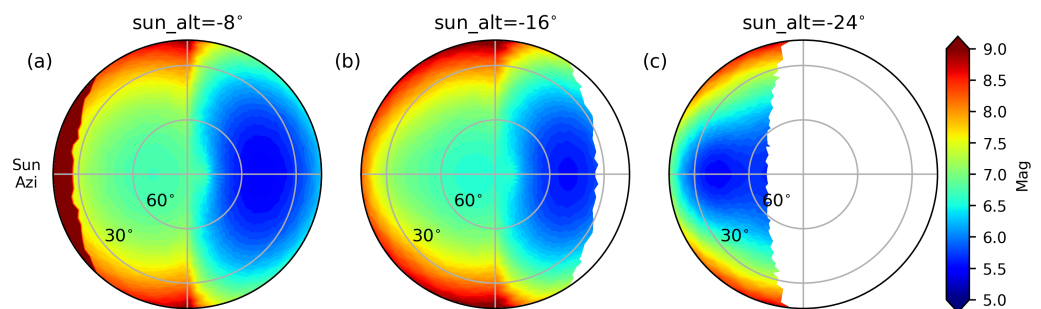 sun_alt=-8°
sun_alt=-16°
sun_alt=-24°
(a)
(b)
(c)
Sun
Azi
60°
30°
60°
30°
60°
30°
9.0
8.5
8.0
7.5
7.0
6.5
6.0
5.5
5.0
Mag